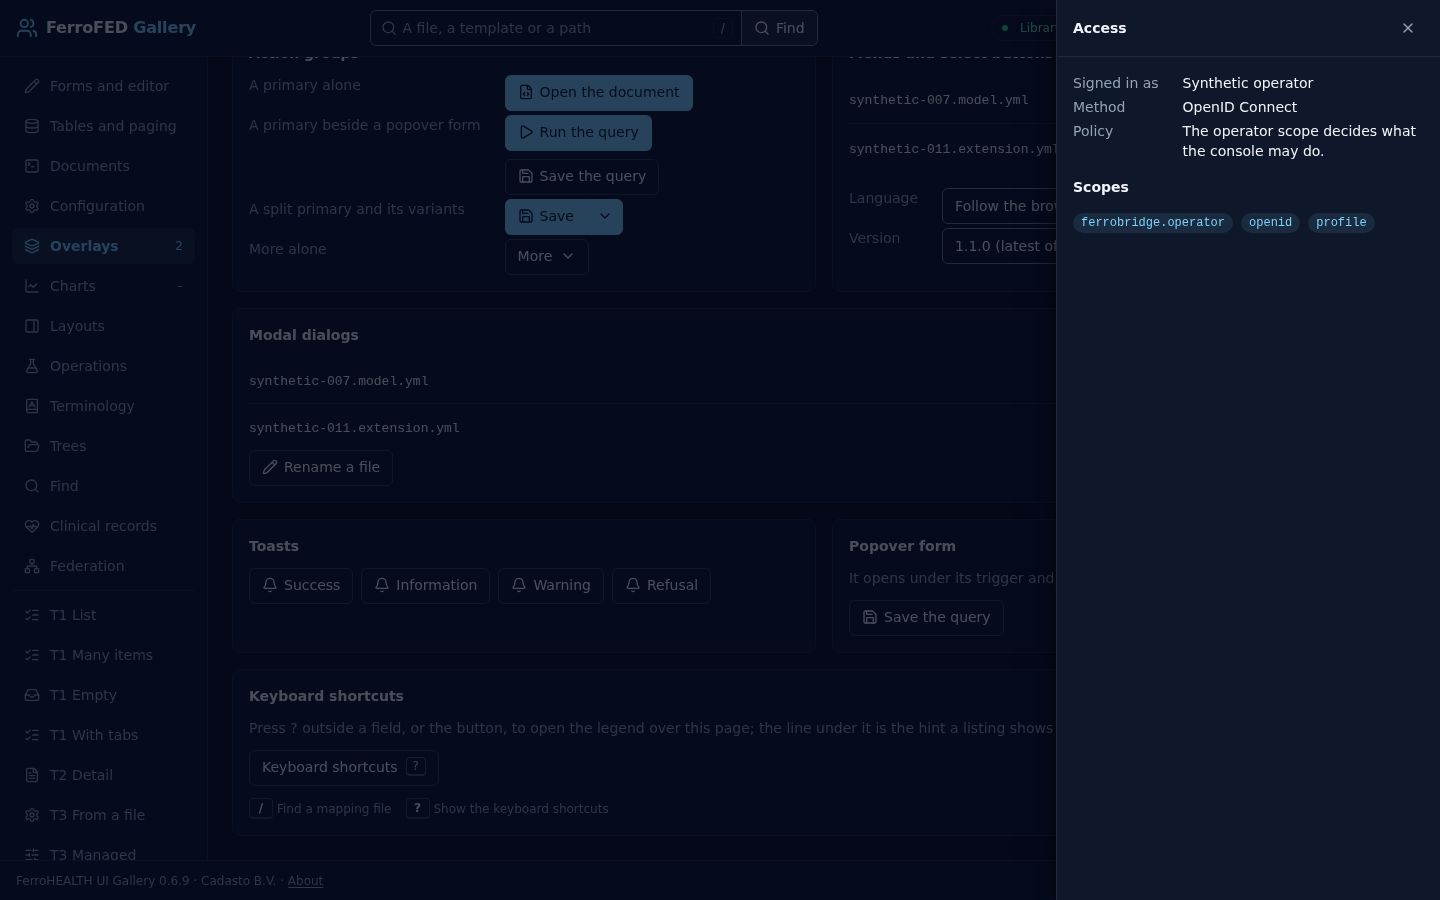 FerroFED Gallery
A file, a template or a path
/
Find
Librar
Forms and editor
Tables and paging
Documents
Configuration
Overlays 2
Charts –
Layouts
Operations
Terminology
Trees
Find
Clinical records
Federation
T1 List
T1 Many items
T1 Empty
T1 With tabs
T2 Detail
T3 From a file
T3 Managed
Action groups
A primary alone
Open the document
A primary beside a popover form
Run the query
Save the query
A split primary and its variants
Save
More alone
More
Menus and select buttons
synthetic-007.model.yml
synthetic-011.extension.yml
Language
Follow the brow
Version
1.1.0 (latest of
Modal dialogs
synthetic-007.model.yml
synthetic-011.extension.yml
Rename a file
Toasts
Success
Information
Warning
Refusal
Popover form
It opens under its trigger and
Save the query
Keyboard shortcuts
Press ? outside a field, or the button, to open the legend over this page; the line under it is the hint a listing shows
Keyboard shortcuts ?
/ Find a mapping file ? Show the keyboard shortcuts
FerroHEALTH UI Gallery 0.6.9 · Cadasto B.V. · About
Access
Signed in as Synthetic operator
Method OpenID Connect
Policy The operator scope decides what
the console may do.
Scopes
ferrobridge.operator openid profile